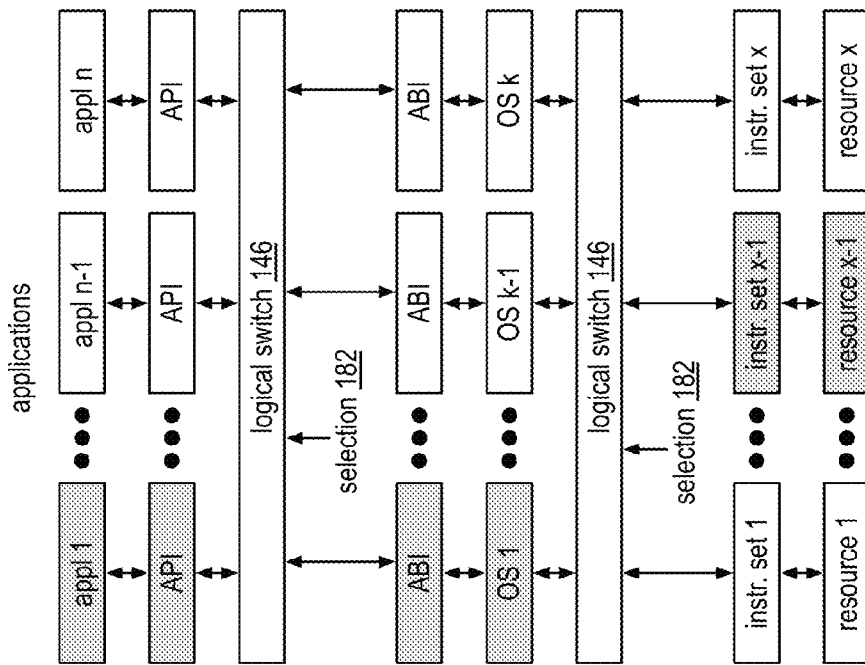 applications
appl 1
appl n-1
appl n
API
API
API
logical switch 146
selection 182
ABI
ABI
ABI
OS 1
OS k-1
OS k
logical switch 146
selection 182
instr. set 1
instr set x-1
instr. set x
resource 1
resource x-1
resource x